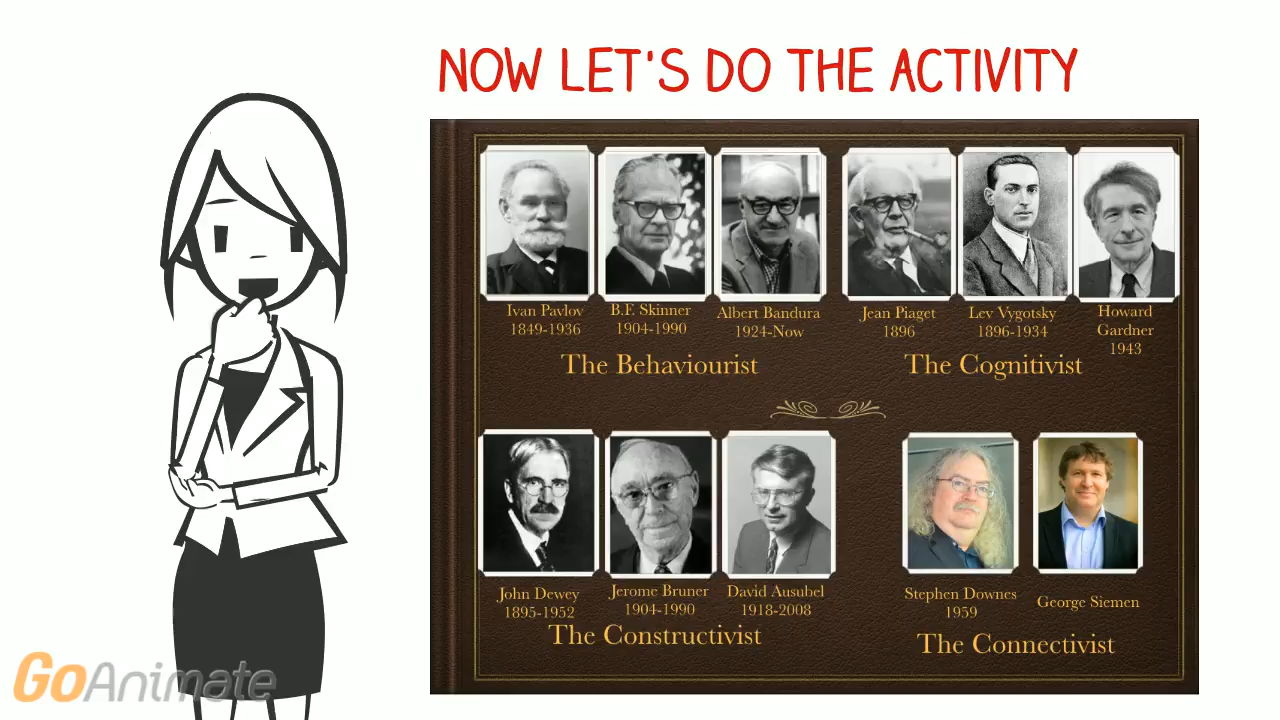 NOW LET'S DO THE ACTIVITY
Ivan Pavlov
1849-1936
B.F. Skinner
1904-1990
Albert Bandura
1924-Now
Jean Piaget
1896
Lev Vygotsky
1896-1934
Howard
Gardner
1943
The Behaviourist
The Cognitivist
John Dewey
1895-1952
Jerome Bruner
1904-1990
David Ausubel
1918-2008
Stephen Downes
1959
George Siemen
The Constructivist
The Connectivist
GoAnimate